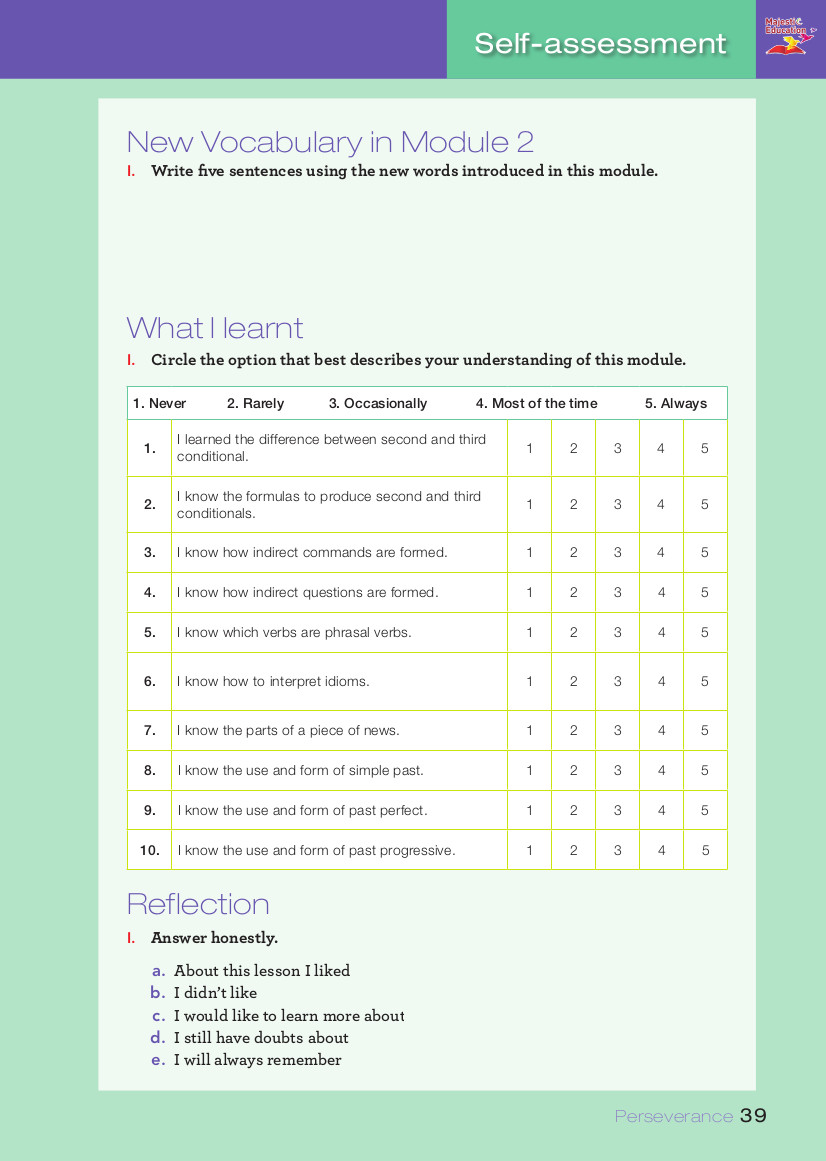 Self-assessment
Majestic
Education
New Vocabulary in Module 2
I. Write five sentences using the new words introduced in this module.
What I learnt
I. Circle the option that best describes your understanding of this module.
1. Never 2. Rarely 3. Occasionally 4. Most of the time 5. Always
1. I learned the difference between second and third
conditional. 1 2 3 4 5
2. I know the formulas to produce second and third
conditionals. 1 2 3 4 5
3. I know how indirect commands are formed. 1 2 3 4 5
4. I know how indirect questions are formed. 1 2 3 4 5
5. I know which verbs are phrasal verbs. 1 2 3 4 5
6. I know how to interpret idioms. 1 2 3 4 5
7. I know the parts of a piece of news. 1 2 3 4 5
8. I know the use and form of simple past. 1 2 3 4 5
9. I know the use and form of past perfect. 1 2 3 4 5
10. I know the use and form of past progressive. 1 2 3 4 5
Reflection
I. Answer honestly.
a. About this lesson I liked
b. I didn't like
c. I would like to learn more about
d. I still have doubts about
e. I will always remember
Perseverance 39